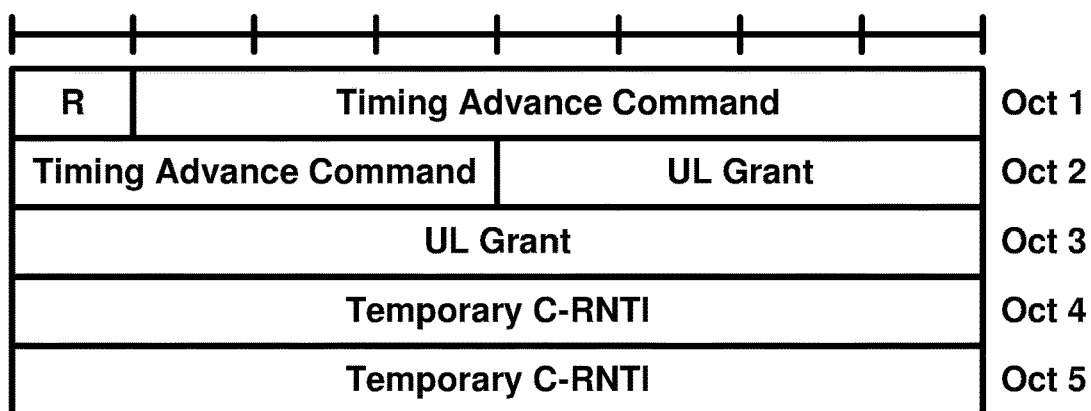 R Timing Advance Command Oct 1
Timing Advance Command UL Grant Oct 2
UL Grant Oct 3
Temporary C-RNTI Oct 4
Temporary C-RNTI Oct 5